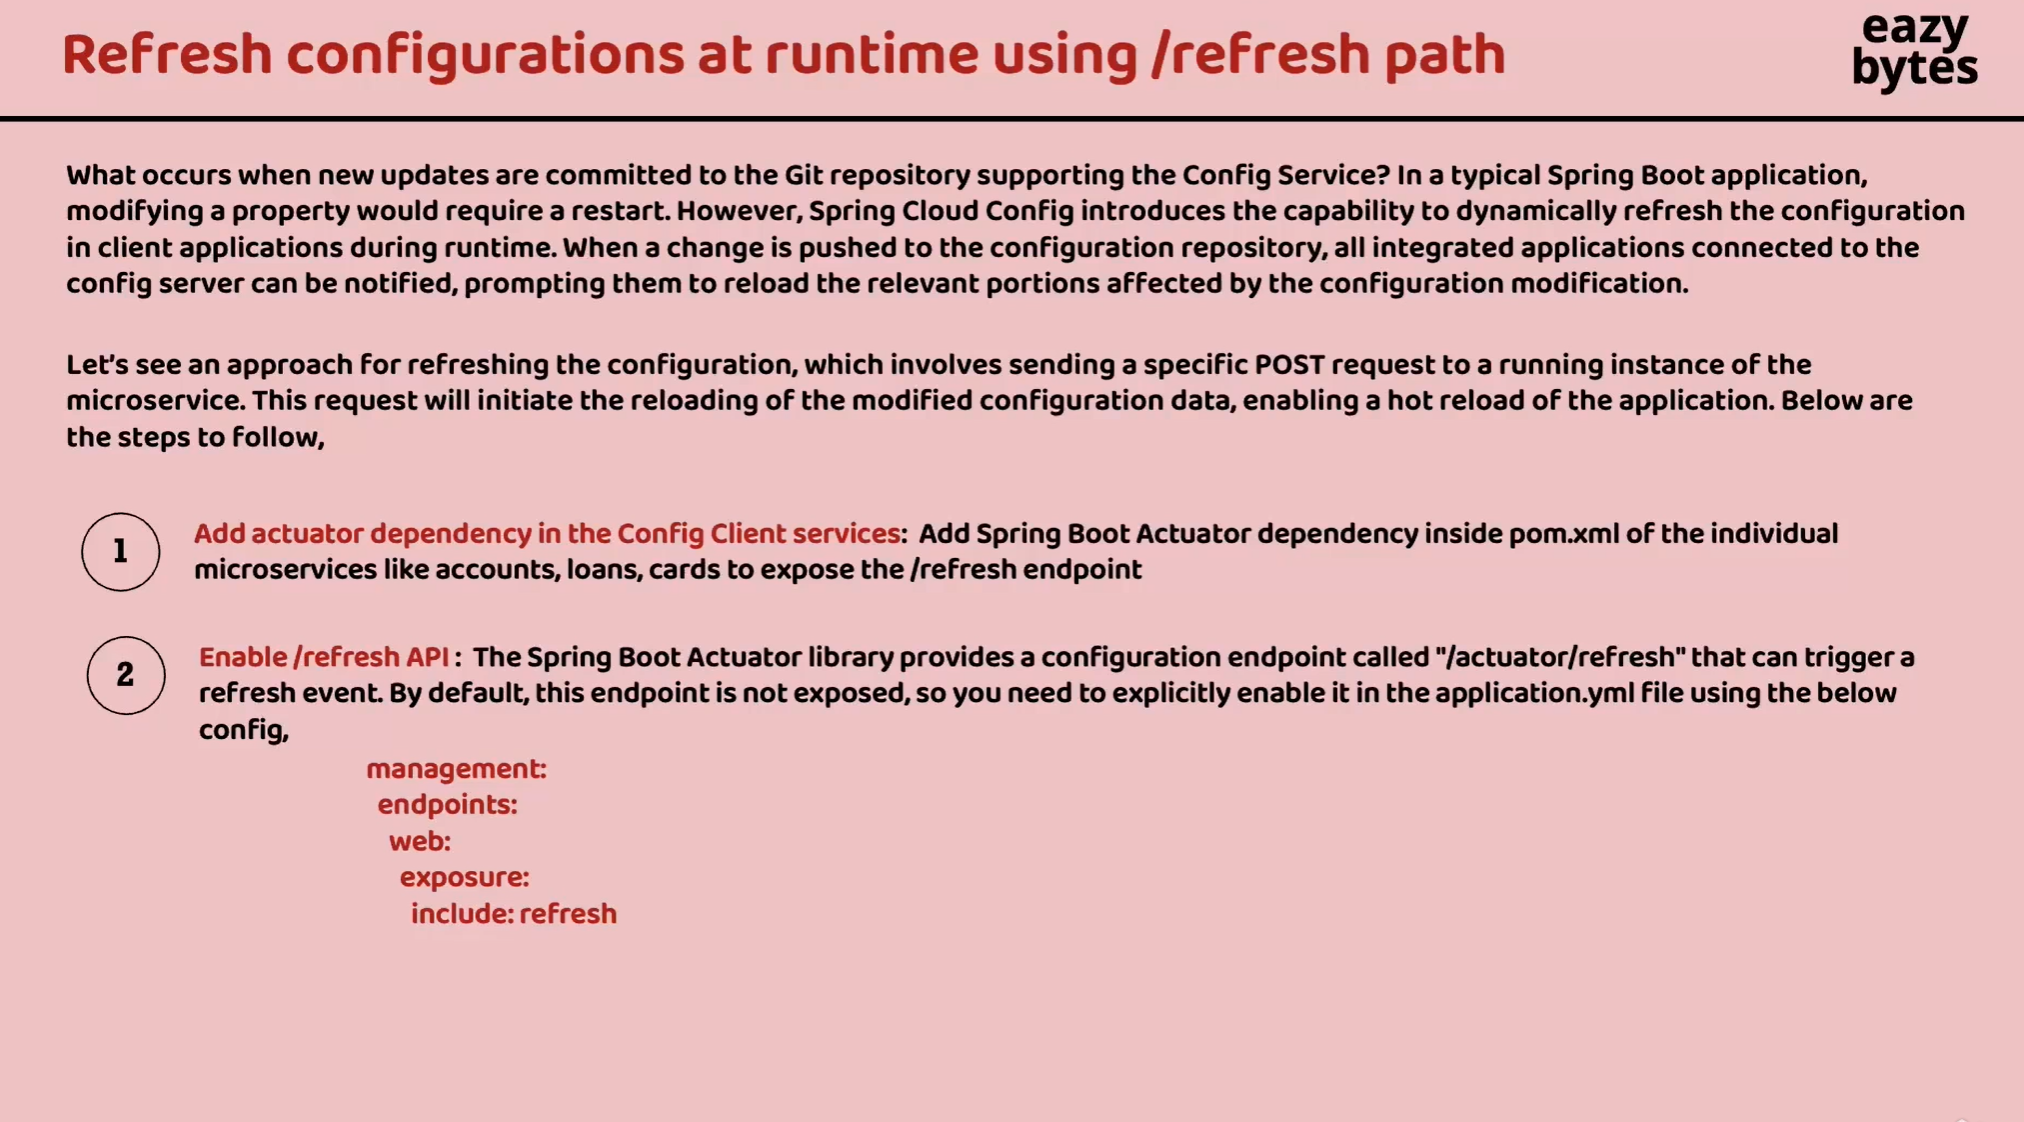 Refresh configurations at runtime using /refresh path
eazy
bytes
What occurs when new updates are committed to the Git repository supporting the Config Service? In a typical Spring Boot application,
modifying a property would require a restart. However, Spring Cloud Config introduces the capability to dynamically refresh the configuration
in client applications during runtime. When a change is pushed to the configuration repository, all integrated applications connected to the
config server can be notified, prompting them to reload the relevant portions affected by the configuration modification.
Let's see an approach for refreshing the configuration, which involves sending a specific POST request to a running instance of the
microservice. This request will initiate the reloading of the modified configuration data, enabling a hot reload of the application. Below are
the steps to follow,
1
Add actuator dependency in the Config Client services: Add Spring Boot Actuator dependency inside pom.xml of the individual
microservices like accounts, loans, cards to expose the /refresh endpoint
2
Enable /refresh API : The Spring Boot Actuator library provides a configuration endpoint called "/actuator/refresh" that can trigger a
refresh event. By default, this endpoint is not exposed, so you need to explicitly enable it in the application.yml file using the below
config,
management:
endpoints:
web:
exposure:
include: refresh